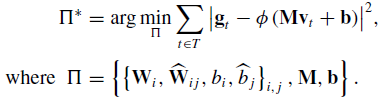 Π* = arg min_Π ∑_{t∈T} |g_t − ϕ (Mv_t + b)|²,
where Π = {{W_i, Ŵ_ij, b_i, b̂_j}_{i,j}, M, b}.